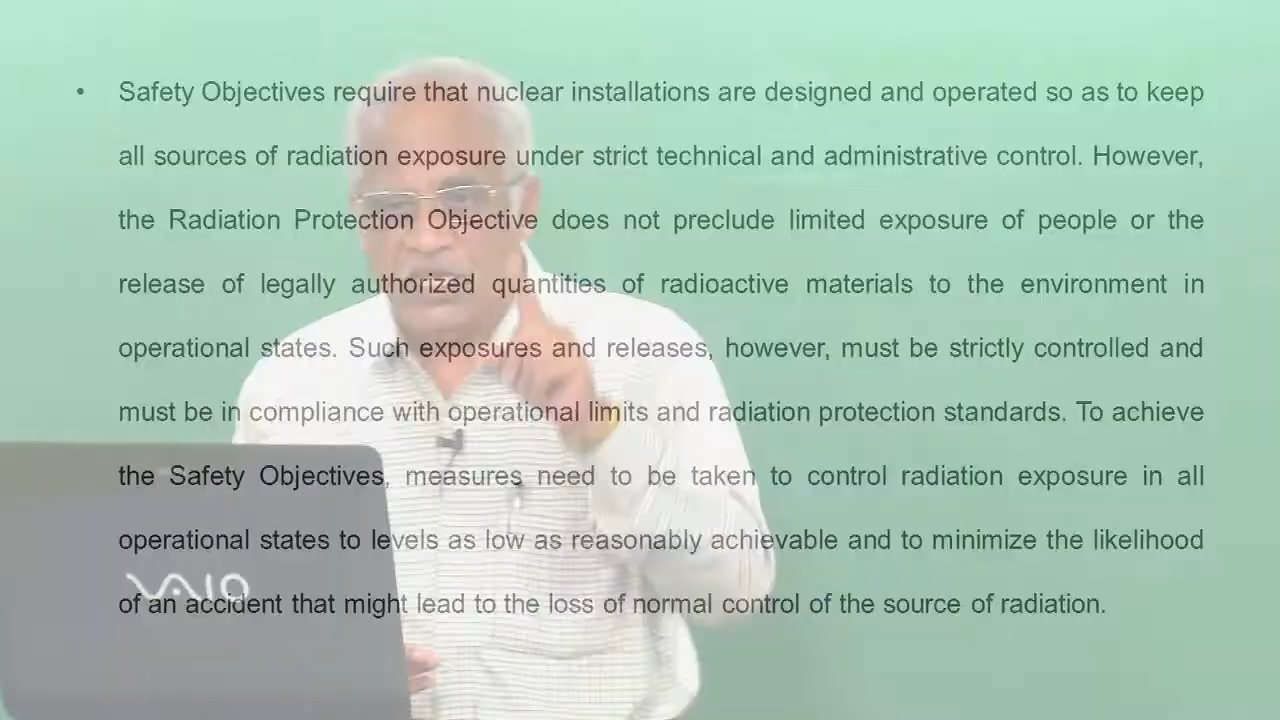 • Safety Objectives require that nuclear installations are designed and operated so as to keep
all sources of radiation exposure under strict technical and administrative control. However,
the Radiation Protection Objective does not preclude limited exposure of people or the
release of legally authorized quantities of radioactive materials to the environment in
operational states. Such exposures and releases, however, must be strictly controlled and
must be in compliance with operational limits and radiation protection standards. To achieve
the Safety Objectives, measures need to be taken to control radiation exposure in all
operational states to levels as low as reasonably achievable and to minimize the likelihood
VAIO
of an accident that might lead to the loss of normal control of the source of radiation.